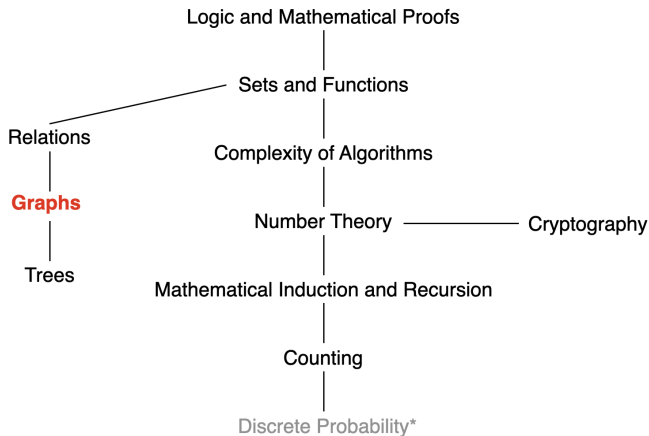 Logic and Mathematical Proofs
Sets and Functions
Relations
Complexity of Algorithms
Graphs
Number Theory
Cryptography
Trees
Mathematical Induction and Recursion
Counting
Discrete Probability*